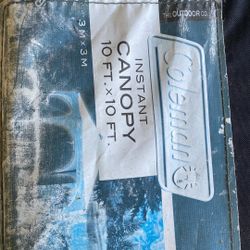 THE OUTDOOR CO.
Coleman
INSTANT
CANOPY
10 FT. × 10 FT.
3 M × 3 M